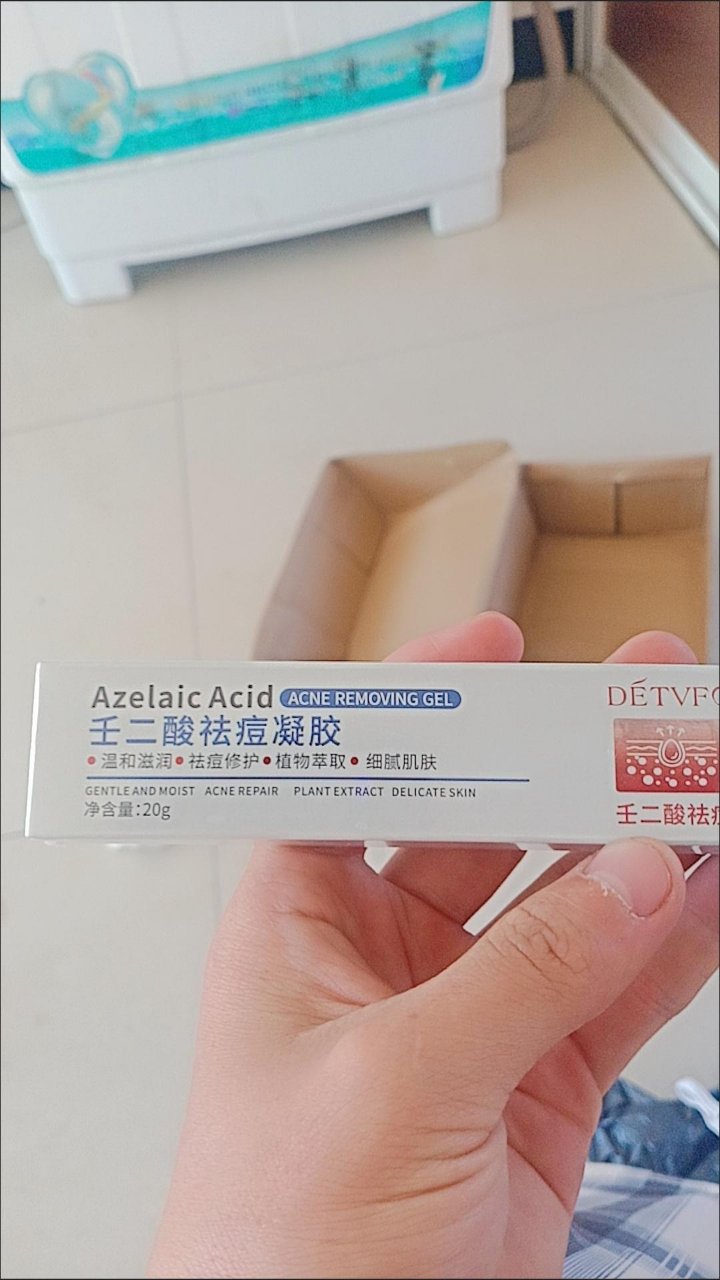 Azelaic Acid ACNE REMOVING GEL
壬二酸祛痘凝胶
•温和滋润•祛痘修护•植物萃取•细腻肌肤
GENTLE AND MOIST ACNE REPAIR PLANT EXTRACT DELICATE SKIN
净含量:20g
DÉTVF
壬二酸祛